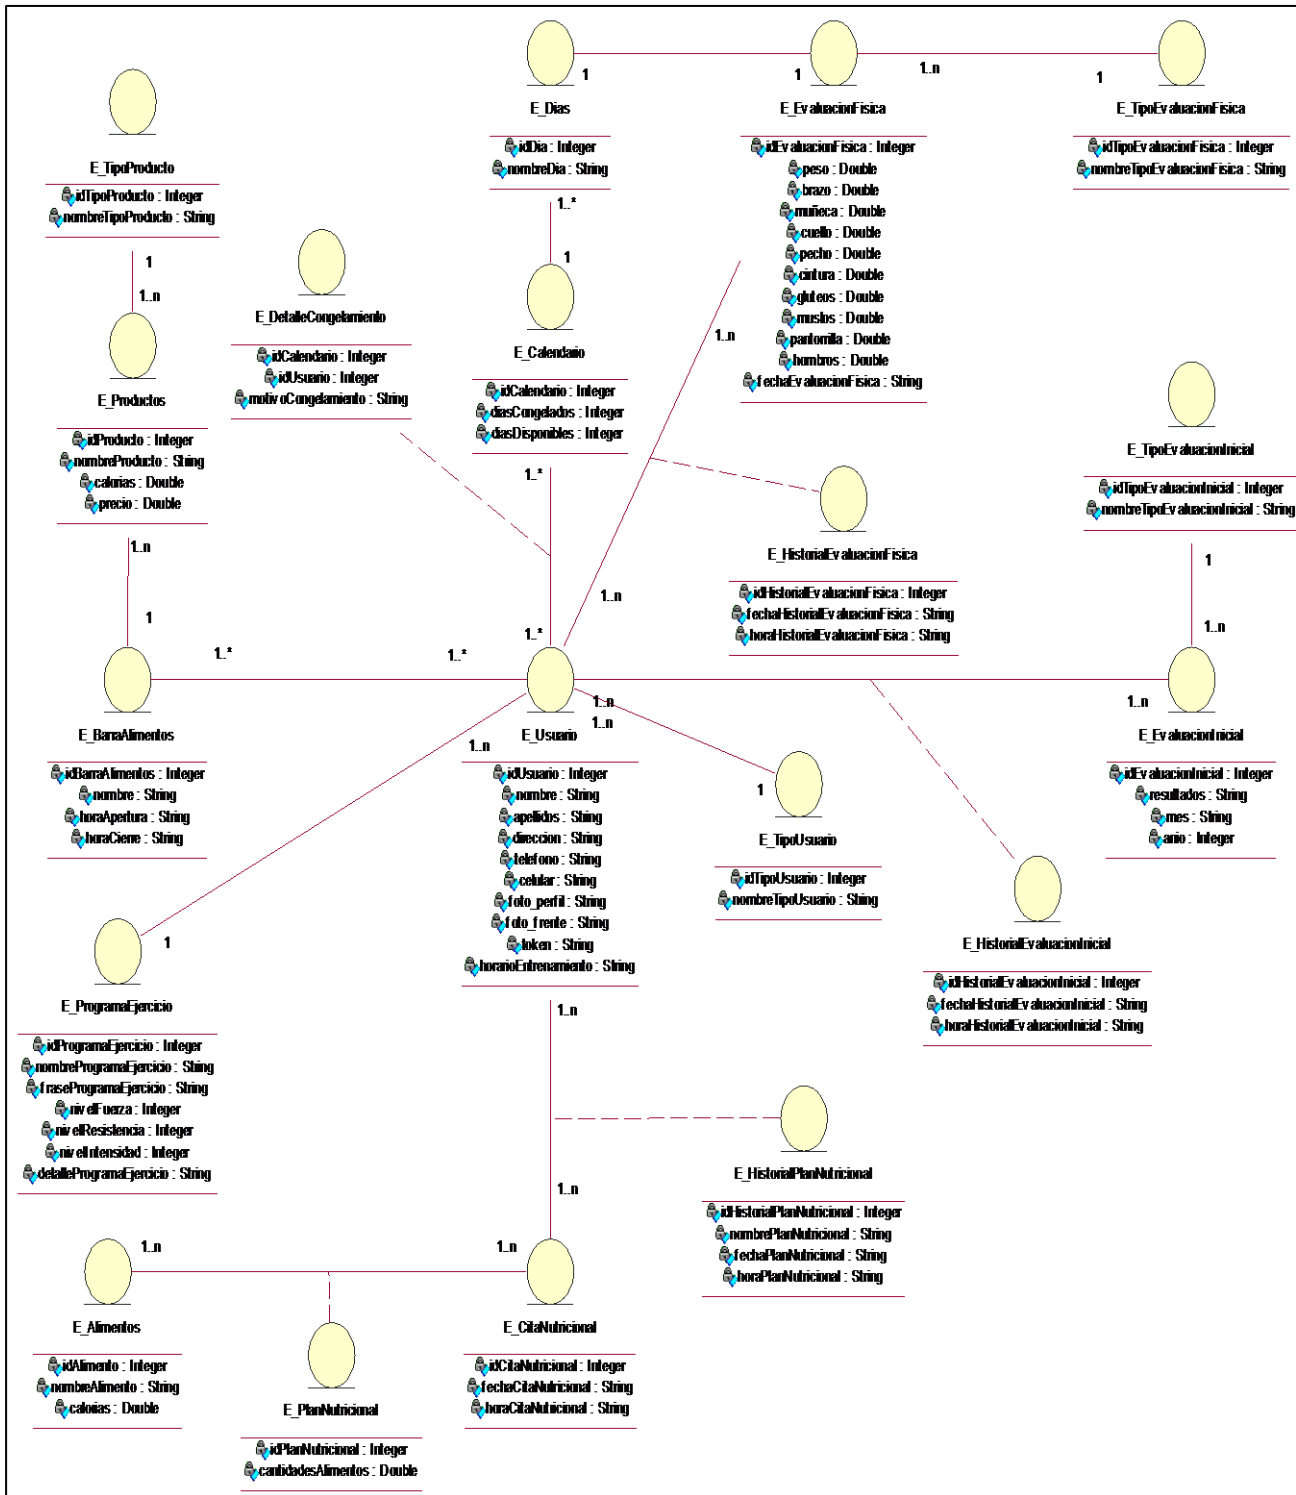 1
1
1..n
1
E_Dias
idDia : Integer
nombreDia : String
E_EvaluacionFisica
idEvaluacionFisica : Integer
peso : Double
brazo : Double
muñeca : Double
cuello : Double
pecho : Double
cintura : Double
gluteos : Double
muslos : Double
pantorrilla : Double
hombros : Double
fechaEvaluacionFisica : String
E_TipoEvaluacionFisica
idTipoEvaluacionFisica : Integer
nombreTipoEvaluacionFisica : String
E_TipoProducto
idTipoProducto : Integer
nombreTipoProducto : String
1
1..n
1..*
1
E_DetalleCongelamiento
idCalendario : Integer
idUsuario : Integer
motivoCongelamiento : String
E_Calendario
idCalendario : Integer
diasCongelados : Integer
diasDisponibles : Integer
1..n
E_Productos
idProducto : Integer
nombreProducto : String
calorias : Double
precio : Double
E_TipoEvaluacionInicial
idTipoEvaluacionInicial : Integer
nombreTipoEvaluacionInicial : String
1..*
1..n
E_HistorialEvaluacionFisica
idHistorialEvaluacionFisica : Integer
fechaHistorialEvaluacionFisica : String
horaHistorialEvaluacionFisica : String
1
1..n
1
1..n
1..*
1..*
1..*
1..n
1..n
1..n
1..n
1..n
E_BarraAlimentos
idBarraAlimentos : Integer
nombre : String
horaApertura : String
horaCierre : String
E_Usuario
idUsuario : Integer
nombre : String
apellidos : String
direccion : String
telefono : String
celular : String
foto_perfil : String
foto_frente : String
token : String
horarioEntrenamiento : String
1
E_TipoUsuario
idTipoUsuario : Integer
nombreTipoUsuario : String
E_EvaluacionInicial
idEvaluacionInicial : Integer
resultados : String
mes : String
anio : Integer
1
E_ProgramaEjercicio
idProgramaEjercicio : Integer
nombreProgramaEjercicio : String
fraseProgramaEjercicio : String
nivelFuerza : Integer
nivelResistencia : Integer
nivelIntensidad : Integer
detalleProgramaEjercicio : String
E_HistorialEvaluacionInicial
idHistorialEvaluacionInicial : Integer
fechaHistorialEvaluacionInicial : String
horaHistorialEvaluacionInicial : String
1..n
1..n
E_HistorialPlanNutricional
idHistorialPlanNutricional : Integer
nombrePlanNutricional : String
fechaPlanNutricional : String
horaPlanNutricional : String
1..n
1..n
E_Alimentos
idAlimento : Integer
nombreAlimento : String
calorias : Double
E_PlanNutricional
idPlanNutricional : Integer
cantidadesAlimentos : Double
E_CitaNutricional
idCitaNutricional : Integer
fechaCitaNutricional : String
horaCitaNutricional : String